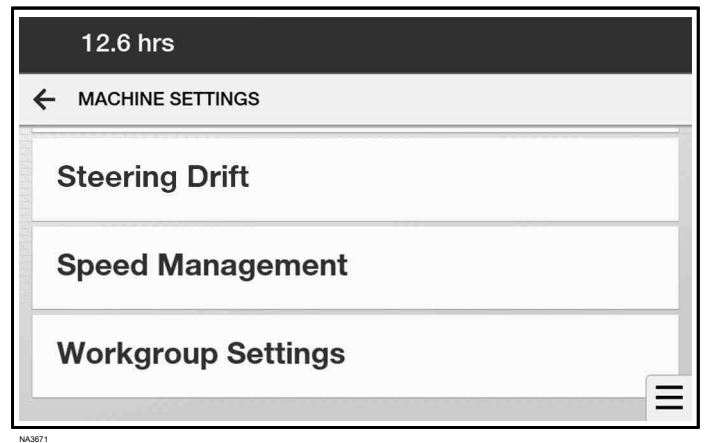 12.6 hrs
MACHINE SETTINGS
Steering Drift
Speed Management
Workgroup Settings
NA3671